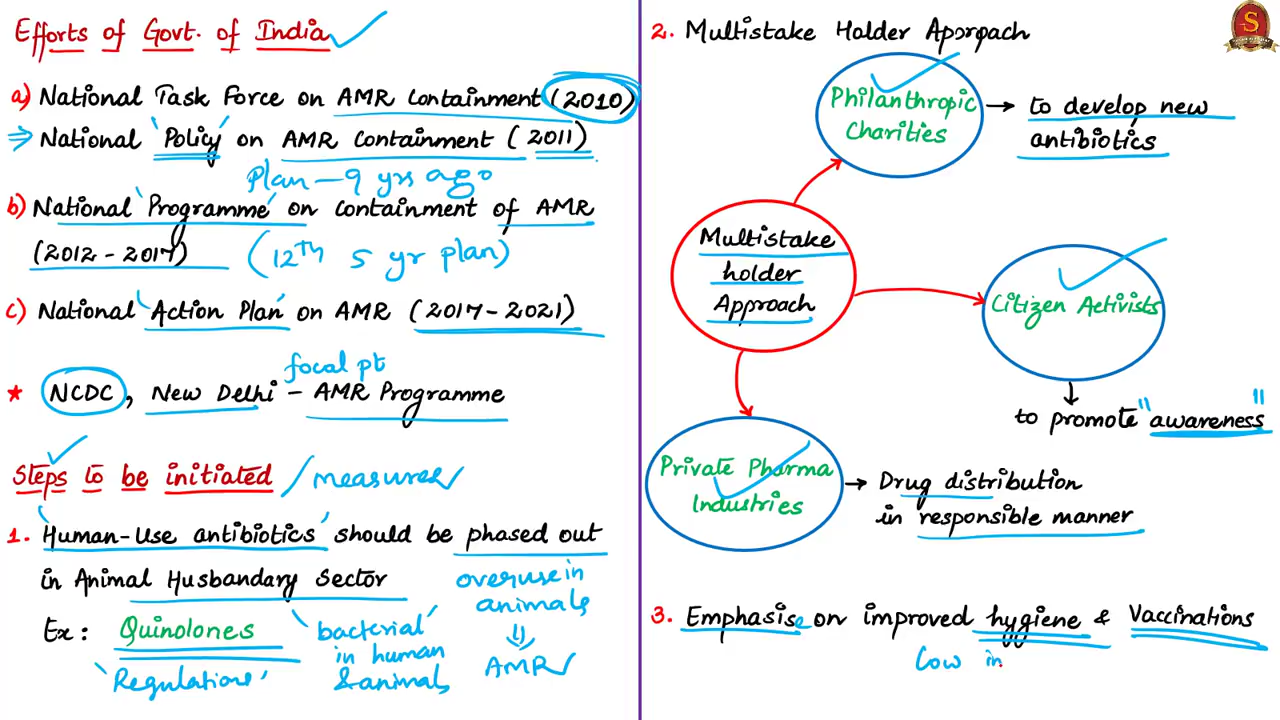 Efforts of Govt. of India
a) National Task Force on AMR Containment (2010)
⇒ National 'Policy' on AMR Containment (2011)
Plan – 9 yrs ago
b) National 'Programme' on containment of AMR
(2012 - 2017) (12th 5 yr plan)
c) National 'Action Plan' on AMR (2017 - 2021)
focal pt
* NCDC, New Delhi – AMR Programme
Steps to be initiated / measures
1. 'Human-Use antibiotics' should be phased out
in Animal Husbandary Sector
overuse in
animals
⇓
AMR
Ex: Quinolones
'Regulations'
'bacterial'
in human
& animals
2. Multistake Holder Approach
Philanthropic
Charities
→ to develop new
antibiotics
Multistake
holder
Approach
Citizen Activists
to promote "awareness"
Private Pharma
Industries
→ Drug distribution
in responsible manner
3. Emphasise on improved hygiene & Vaccinations
Low in
S